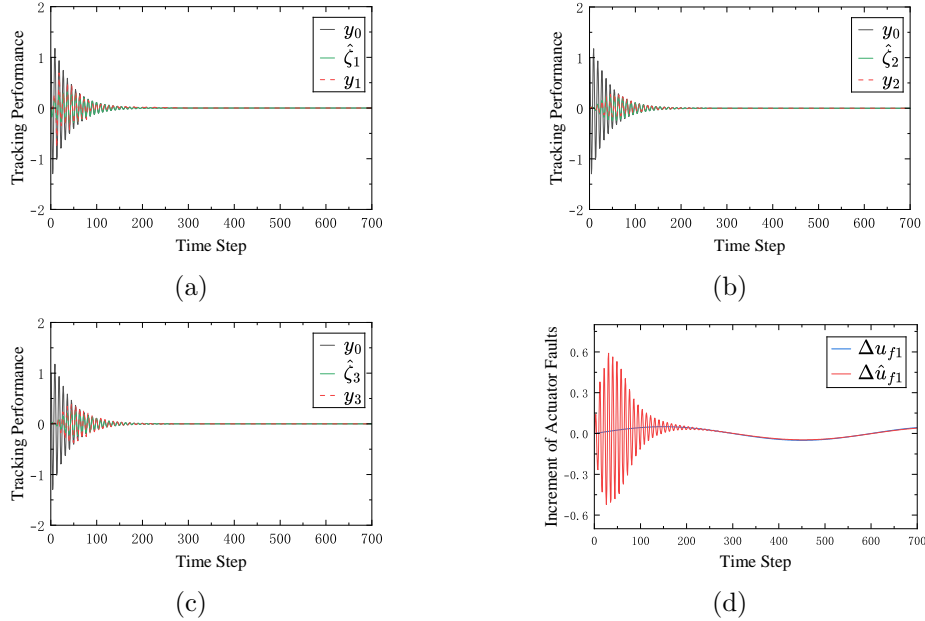 2
1
0
-1
-2
Tracking Performance
0 100 200 300 400 500 600 700
Time Step
y₀
ζ̂₁
y₁
(a)
2
1
0
-1
-2
Tracking Performance
0 100 200 300 400 500 600 700
Time Step
y₀
ζ̂₂
y₂
(b)
2
1
0
-1
-2
Tracking Performance
0 100 200 300 400 500 600 700
Time Step
y₀
ζ̂₃
y₃
(c)
0.6
0.3
0.0
-0.3
-0.6
Increment of Actuator Faults
0 100 200 300 400 500 600 700
Time Step
Δu_{f1}
Δû_{f1}
(d)